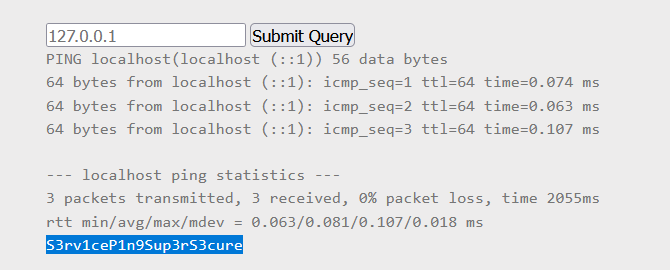 127.0.0.1 Submit Query
PING localhost(localhost (::1)) 56 data bytes
64 bytes from localhost (::1): icmp_seq=1 ttl=64 time=0.074 ms
64 bytes from localhost (::1): icmp_seq=2 ttl=64 time=0.063 ms
64 bytes from localhost (::1): icmp_seq=3 ttl=64 time=0.107 ms
--- localhost ping statistics ---
3 packets transmitted, 3 received, 0% packet loss, time 2055ms
rtt min/avg/max/mdev = 0.063/0.081/0.107/0.018 ms
S3rv1ceP1n9Sup3rS3cure